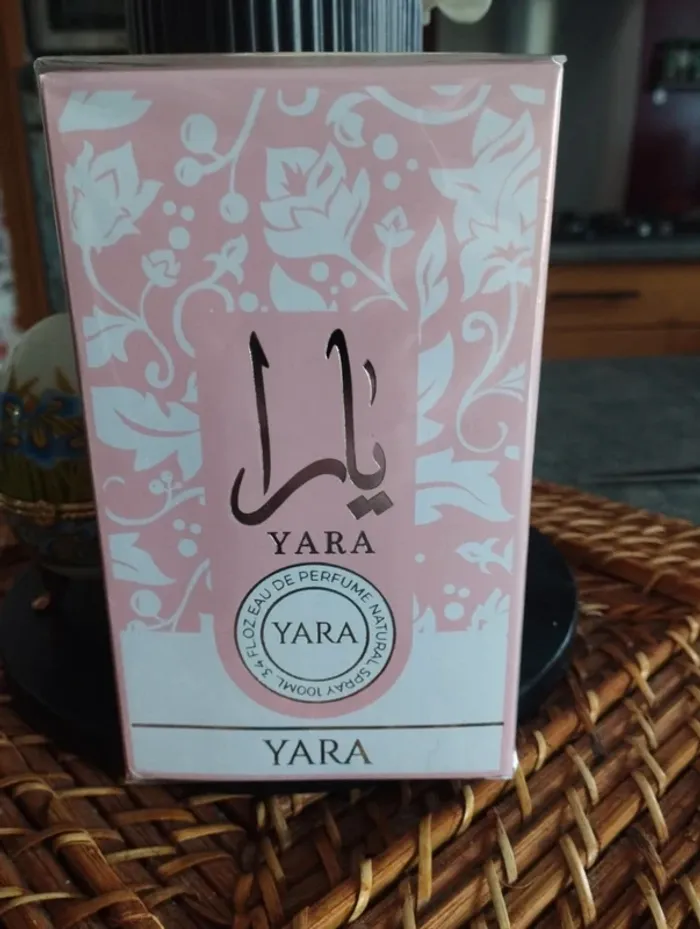 يارا
YARA
EAU DE PERFUME NATURAL SPRAY 100ML 3.4 FL.OZ
YARA
YARA